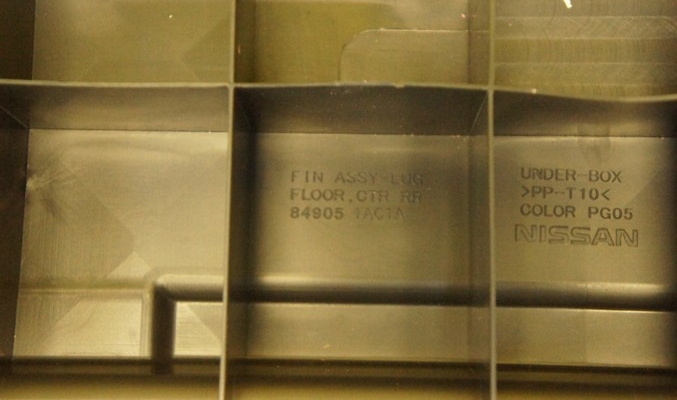 FIN ASSY-LUG
FLOOR, CTR RR
84905 1AC1A
UNDER-BOX
>PP-T10<
COLOR PG05
NISSAN